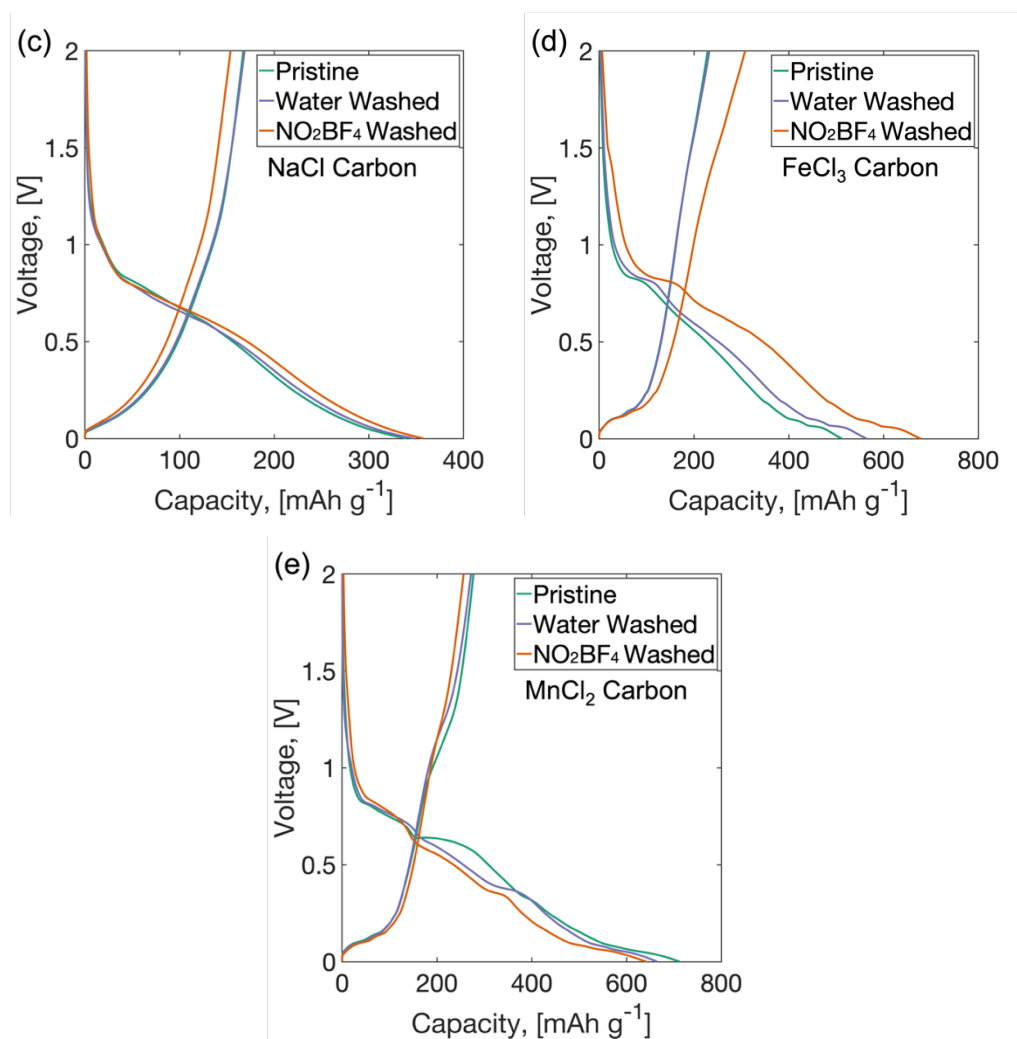 (c)
2
1.5
1
0.5
0
Voltage, [V]
0 100 200 300 400
Capacity, [mAh g⁻¹]
Pristine
Water Washed
NO₂BF₄ Washed
NaCl Carbon
(d)
2
1.5
1
0.5
0
Voltage, [V]
0 200 400 600 800
Capacity, [mAh g⁻¹]
Pristine
Water Washed
NO₂BF₄ Washed
FeCl₃ Carbon
(e)
2
1.5
1
0.5
0
Voltage, [V]
0 200 400 600 800
Capacity, [mAh g⁻¹]
Pristine
Water Washed
NO₂BF₄ Washed
MnCl₂ Carbon